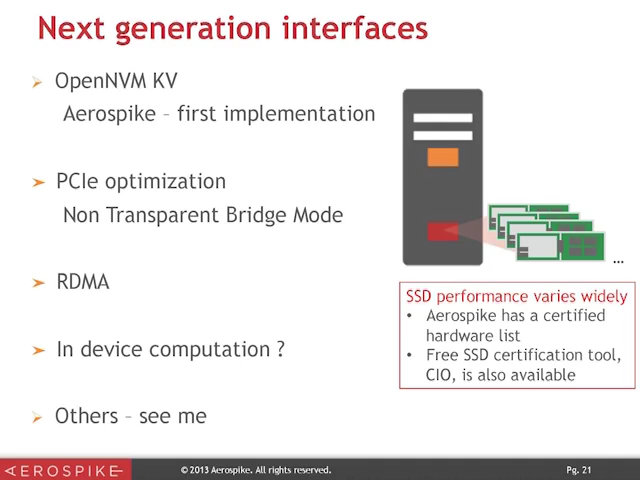 Next generation interfaces
OpenNVM KV
Aerospike – first implementation
PCIe optimization
Non Transparent Bridge Mode
RDMA
In device computation ?
Others – see me
...
SSD performance varies widely
• Aerospike has a certified
hardware list
• Free SSD certification tool,
CIO, is also available
AEROSPIKE
© 2013 Aerospike. All rights reserved.
Pg. 21